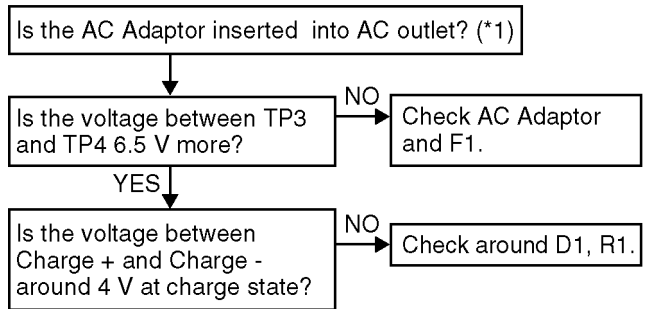 Is the AC Adaptor inserted into AC outlet? (*1)
Is the voltage between TP3
and TP4 6.5 V more?
NO
Check AC Adaptor
and F1.
YES
Is the voltage between
Charge + and Charge -
around 4 V at charge state?
NO
Check around D1, R1.